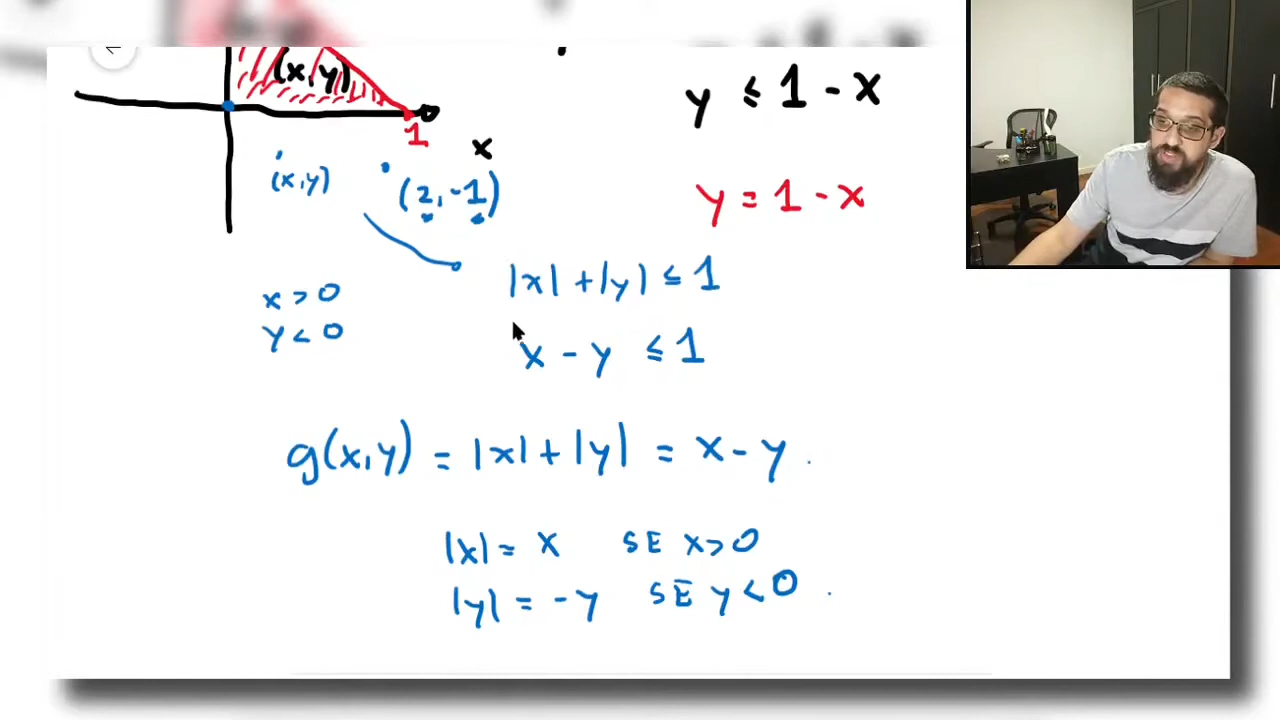 (x,y)
y ≤ 1 - x
1
x
(x,y)
(2,-1)
y = 1 - x
|x| + |y| ≤ 1
x > 0
y < 0
x - y ≤ 1
g(x,y) = |x| + |y| = x - y .
|x| = x SE x > 0
|y| = -y SE y < 0 .